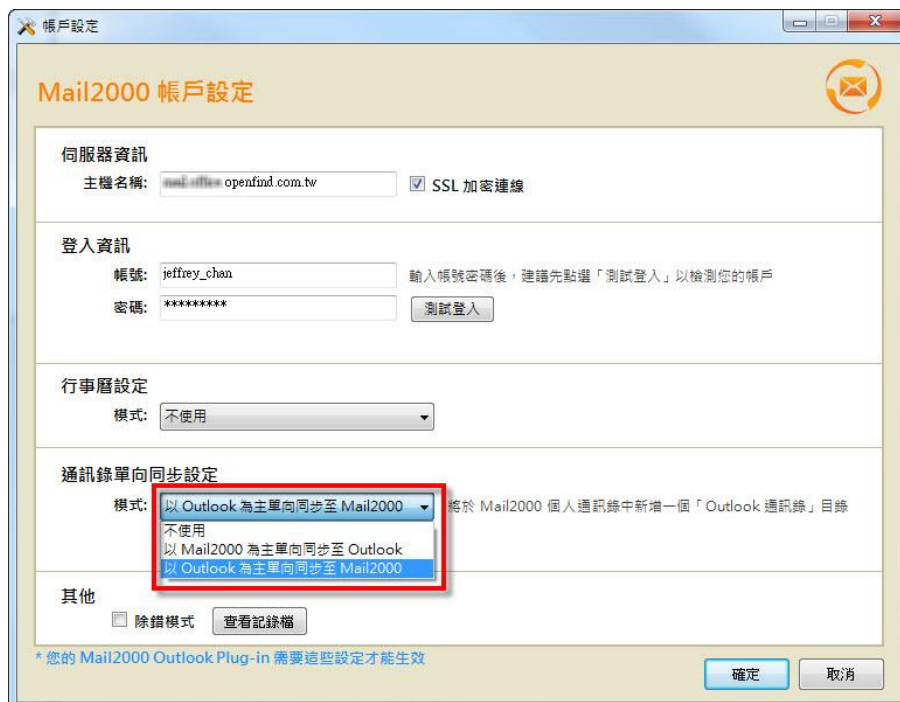 帳戶設定
Mail2000 帳戶設定
伺服器資訊
主機名稱: openfind.com.tw SSL 加密連線
登入資訊
帳號: jeffrey_chan 輸入帳號密碼後，建議先點選「測試登入」以檢測您的帳戶
密碼: ********* 測試登入
行事曆設定
模式: 不使用
通訊錄單向同步設定
模式: 以 Outlook 為主單向同步至 Mail2000 將於 Mail2000 個人通訊錄中新增一個「Outlook 通訊錄」目錄
不使用
以 Mail2000 為主單向同步至 Outlook
以 Outlook 為主單向同步至 Mail2000
其他
除錯模式 查看記錄檔
* 您的 Mail2000 Outlook Plug-in 需要這些設定才能生效
確定 取消